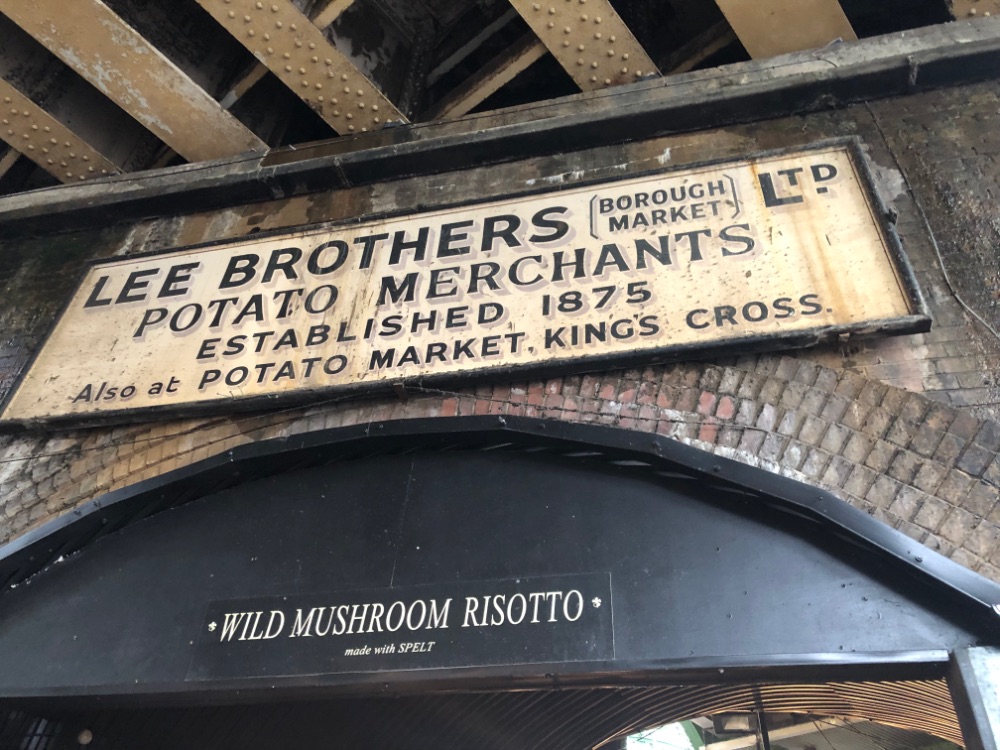 LEE BROTHERS (BOROUGH MARKET) LTD
POTATO MERCHANTS
ESTABLISHED 1875
Also at POTATO MARKET, KING'S CROSS.
WILD MUSHROOM RISOTTO
made with SPELT